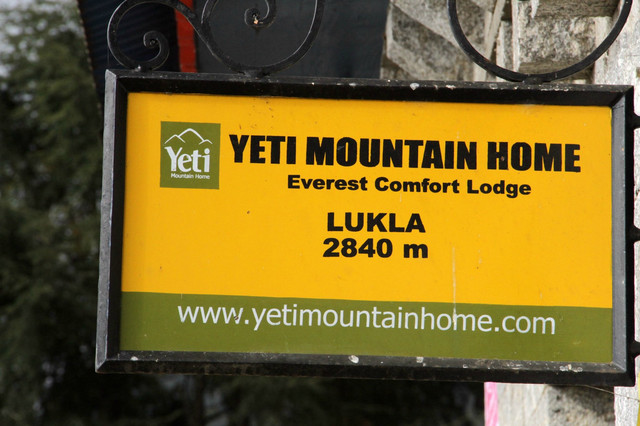 Yeti
Mountain Home
YETI MOUNTAIN HOME
Everest Comfort Lodge
LUKLA
2840 m
www.yetimountainhome.com